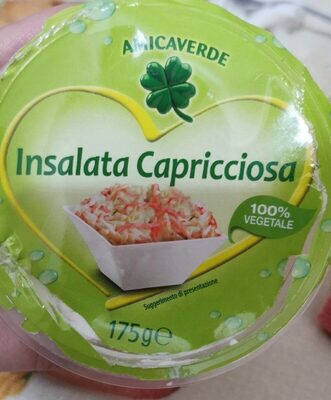 AMICAVERDE
Insalata Capricciosa
100%
VEGETALE
Suggerimento di presentazione
175g℮